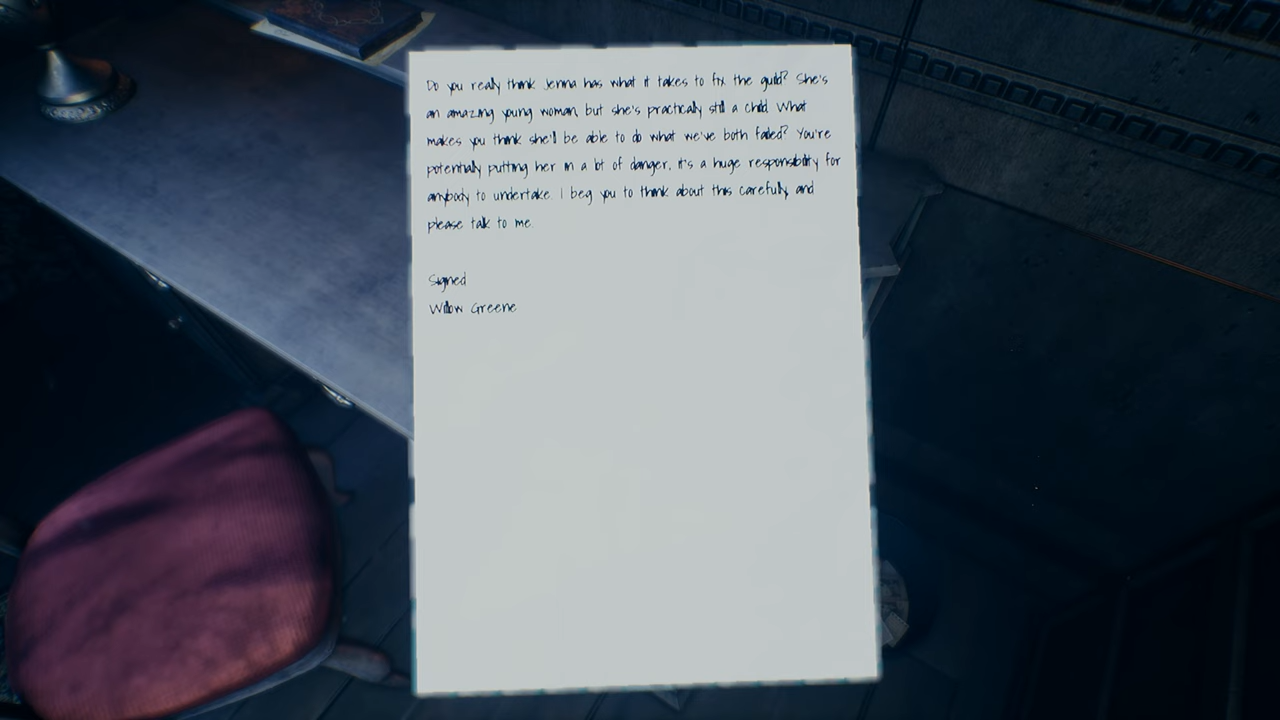 Do you really think Jenna has what it takes to fix the guild? She's
an amazing young woman, but she's practically still a child. What
makes you think she'll be able to do what we've both failed? You're
potentially putting her in a lot of danger, it's a huge responsibility for
anybody to undertake. I beg you to think about this carefully, and
please talk to me.
Signed
Willow Greene